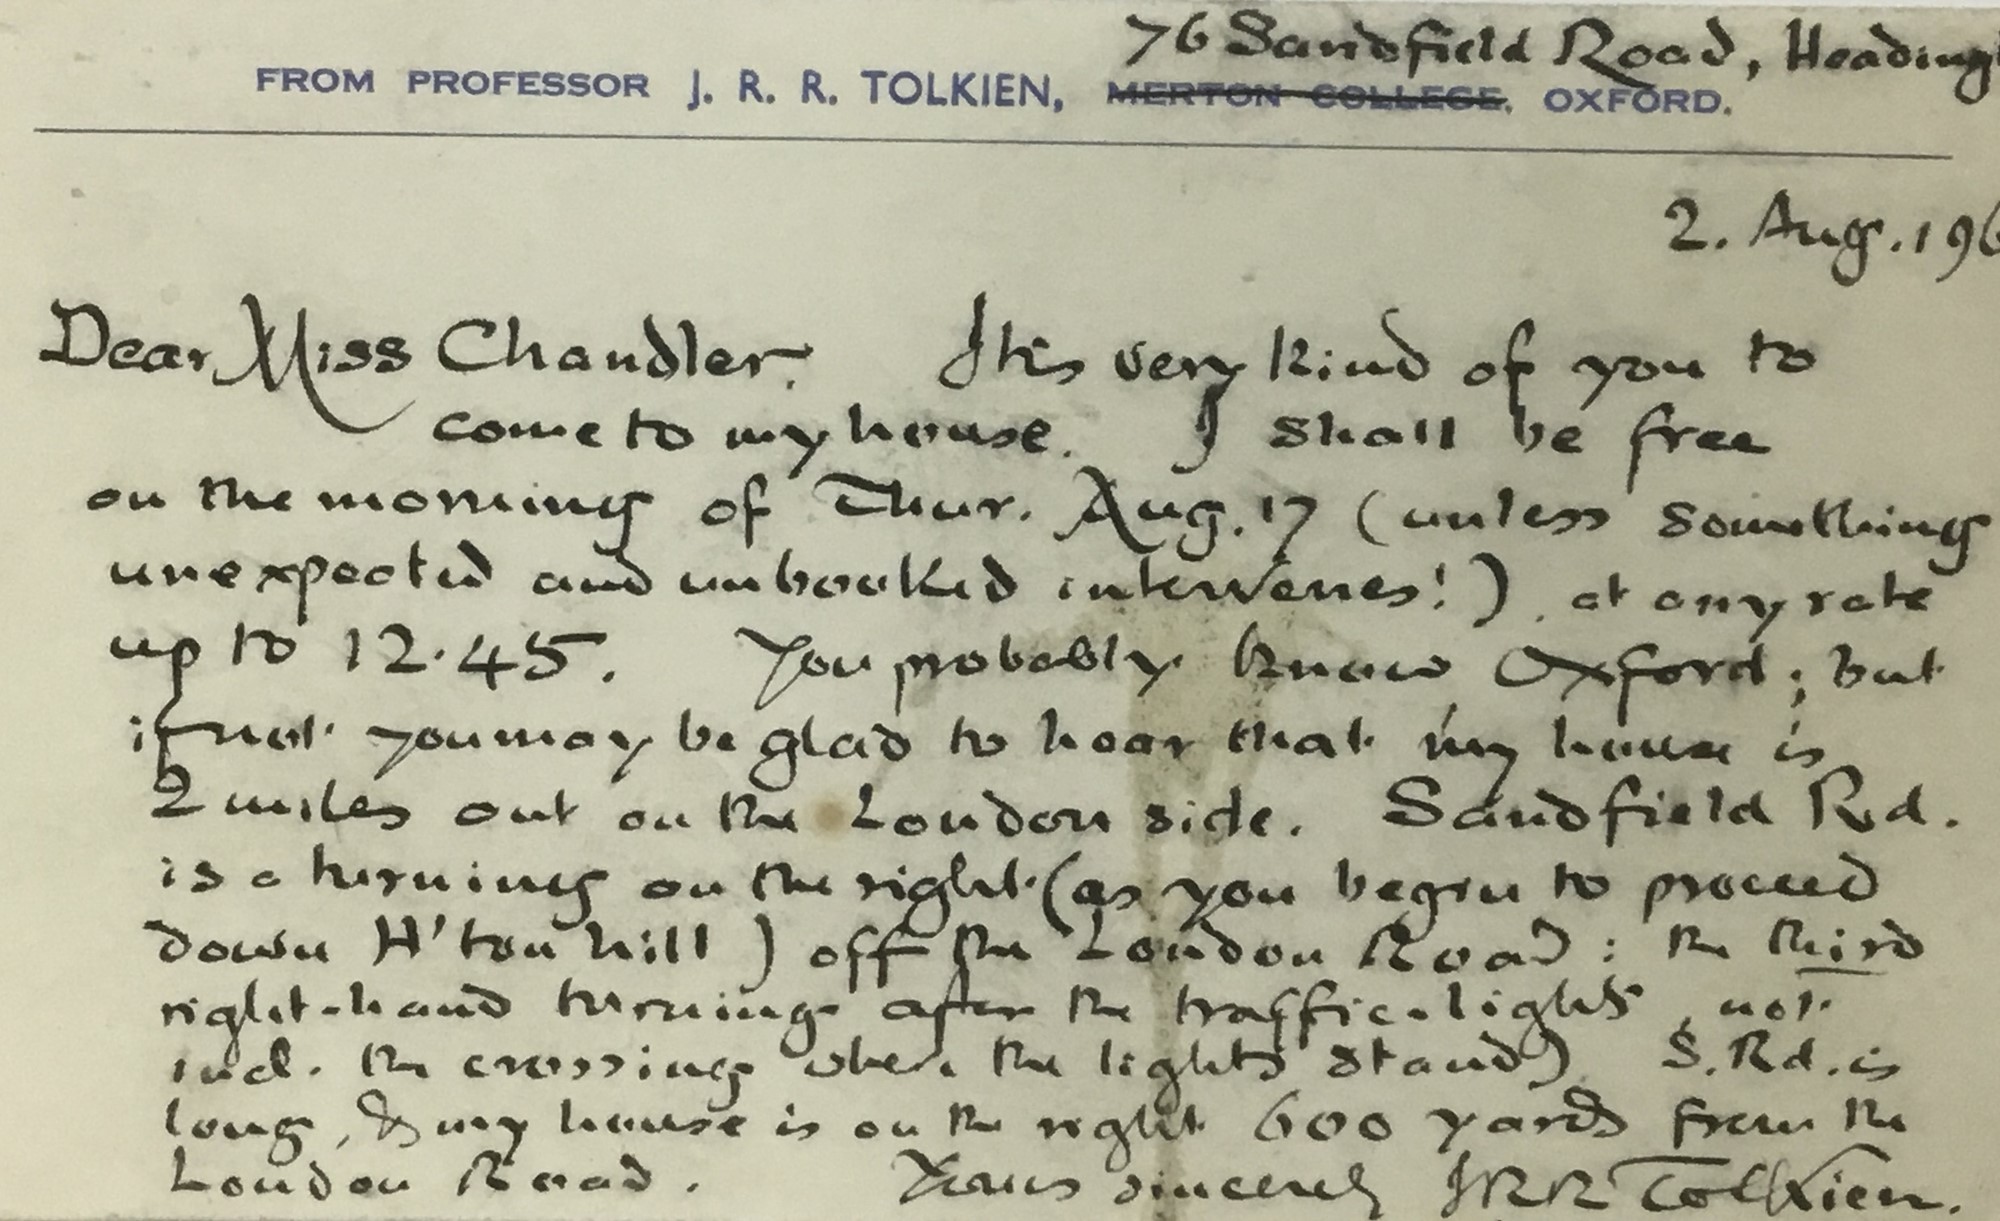 76 Sandfield Road, Heading
FROM PROFESSOR J. R. R. TOLKIEN, MERTON COLLEGE, OXFORD.
2. Aug. 196
Dear Miss Chandler. It is very kind of you to
come to my house. I shall be free
on the morning of Thur. Aug. 17 (unless something
unexpected and unbooked intervenes!), at any rate
up to 12.45. You probably know Oxford; but
if not you may be glad to hear that my house is
2 miles out on the London side. Sandfield Rd.
is a turning on the right (as you begin to proceed
down H'ton hill) off the London Road: the third
right-hand turning after the traffic-lights, not
incl. the crossing where the lights stand). S. Rd. is
long, & my house is on the right 600 yards from the
London Road. Yours sincerely JRR Tolkien.